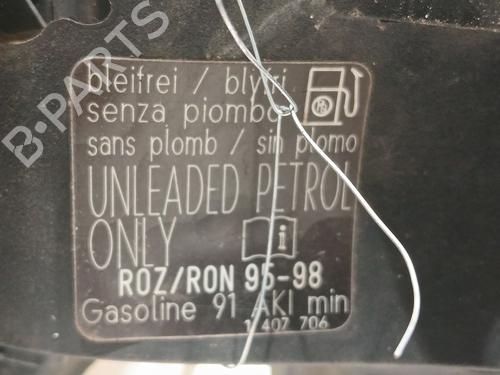 B-PARTS
bleifrei / blyfri
senza piombo
sans plomb / sin plomo
UNLEADED PETROL
ONLY
ROZ/RON 95-98
Gasoline 91 AKI min
1 407 706